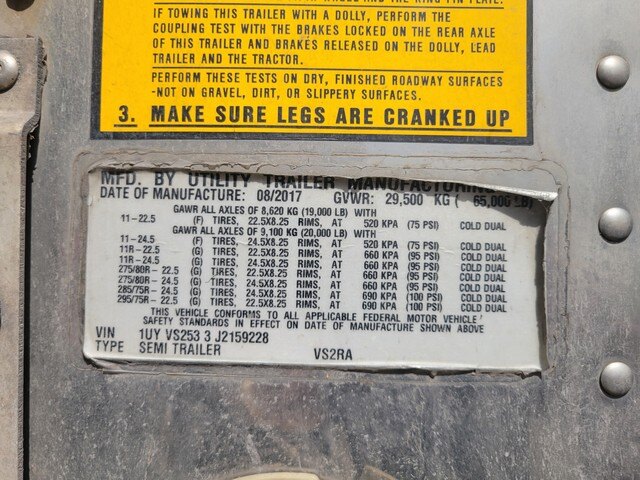 IF TOWING THIS TRAILER WITH A DOLLY, PERFORM THE
COUPLING TEST WITH THE BRAKES LOCKED ON THE REAR AXLE
OF THIS TRAILER AND BRAKES RELEASED ON THE DOLLY, LEAD
TRAILER AND THE TRACTOR.
PERFORM THESE TESTS ON DRY, FINISHED ROADWAY SURFACES
-NOT ON GRAVEL, DIRT, OR SLIPPERY SURFACES.
3. MAKE SURE LEGS ARE CRANKED UP
MFD. BY UTILITY TRAILER MANUFACTURING
DATE OF MANUFACTURE: 08/2017 GVWR: 29,500 KG ( 65,000 LB)
GAWR ALL AXLES OF 8,620 KG (19,000 LB) WITH
11-22.5 (F) TIRES, 22.5X8.25 RIMS, AT 520 KPA (75 PSI) COLD DUAL
GAWR ALL AXLES OF 9,100 KG (20,000 LB) WITH
11-24.5 (F) TIRES, 24.5X8.25 RIMS, AT 520 KPA (75 PSI) COLD DUAL
11R-22.5 (G) TIRES, 22.5X8.25 RIMS, AT 660 KPA (95 PSI) COLD DUAL
11R-24.5 (G) TIRES, 24.5X8.25 RIMS, AT 660 KPA (95 PSI) COLD DUAL
275/80R-22.5 (G) TIRES, 22.5X8.25 RIMS, AT 660 KPA (95 PSI) COLD DUAL
275/80R-24.5 (G) TIRES, 24.5X8.25 RIMS, AT 660 KPA (95 PSI) COLD DUAL
285/75R-24.5 (G) TIRES, 24.5X8.25 RIMS, AT 690 KPA (100 PSI) COLD DUAL
295/75R-22.5 (G) TIRES, 22.5X8.25 RIMS, AT 690 KPA (100 PSI) COLD DUAL
THIS VEHICLE CONFORMS TO ALL APPLICABLE FEDERAL MOTOR VEHICLE
SAFETY STANDARDS IN EFFECT ON DATE OF MANUFACTURE SHOWN ABOVE
VIN 1UY VS253 3 J2159228
TYPE SEMI TRAILER VS2RA